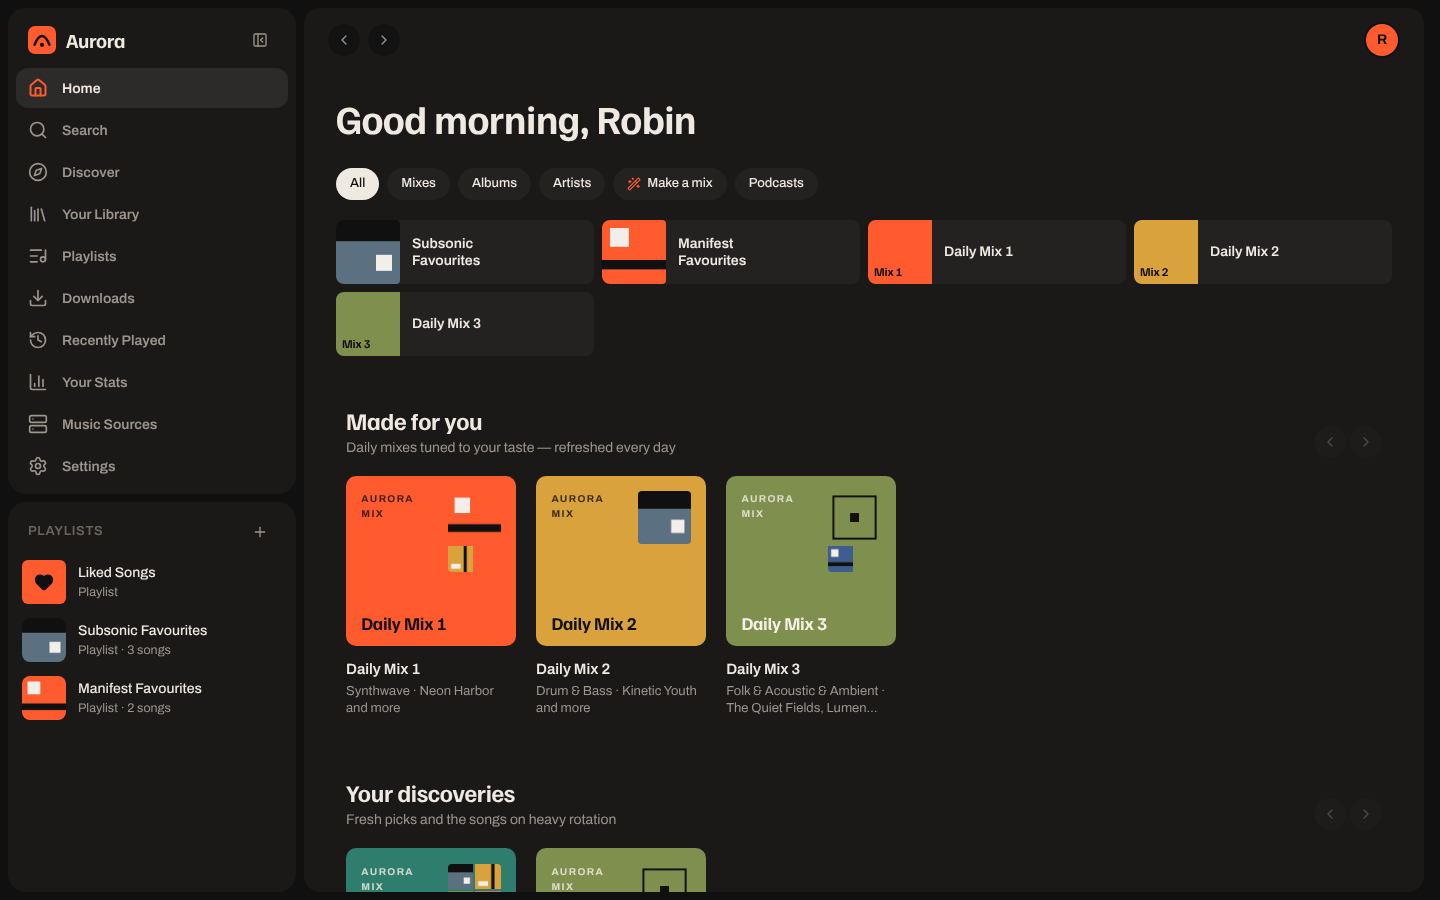 Aurora
Home
Search
Discover
Your Library
Playlists
Downloads
Recently Played
Your Stats
Music Sources
Settings
PLAYLISTS
Liked Songs
Playlist
Subsonic Favourites
Playlist · 3 songs
Manifest Favourites
Playlist · 2 songs
R
Good morning, Robin
All
Mixes
Albums
Artists
Make a mix
Podcasts
Subsonic
Favourites
Manifest
Favourites
Mix 1
Daily Mix 1
Mix 2
Daily Mix 2
Mix 3
Daily Mix 3
Made for you
Daily mixes tuned to your taste — refreshed every day
AURORA
MIX
Daily Mix 1
Daily Mix 1
Synthwave · Neon Harbor
and more
AURORA
MIX
Daily Mix 2
Daily Mix 2
Drum & Bass · Kinetic Youth
and more
AURORA
MIX
Daily Mix 3
Daily Mix 3
Folk & Acoustic & Ambient ·
The Quiet Fields, Lumen…
Your discoveries
Fresh picks and the songs on heavy rotation
AURORA
MIX
AURORA
MIX